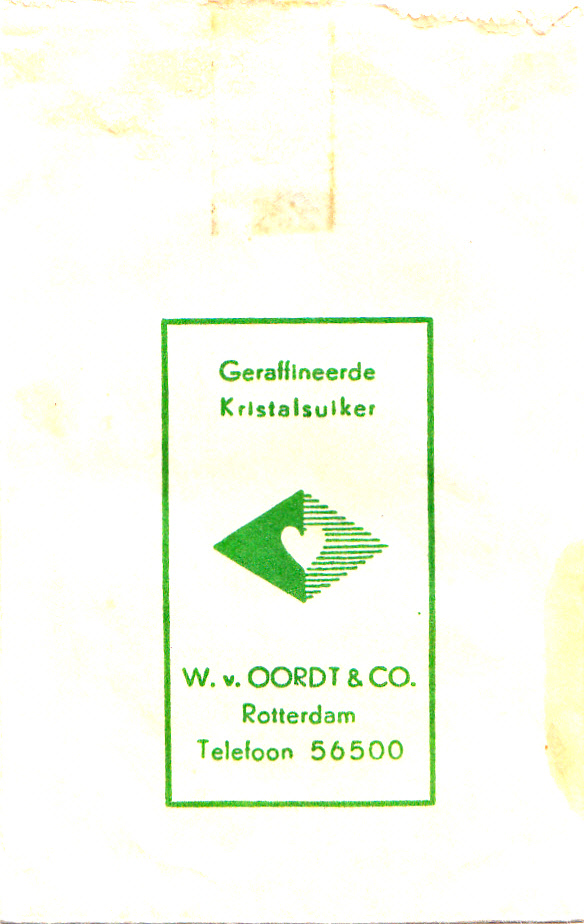 Geraffineerde
Kristalsuiker
W. v. OORDT & CO.
Rotterdam
Telefoon 56500